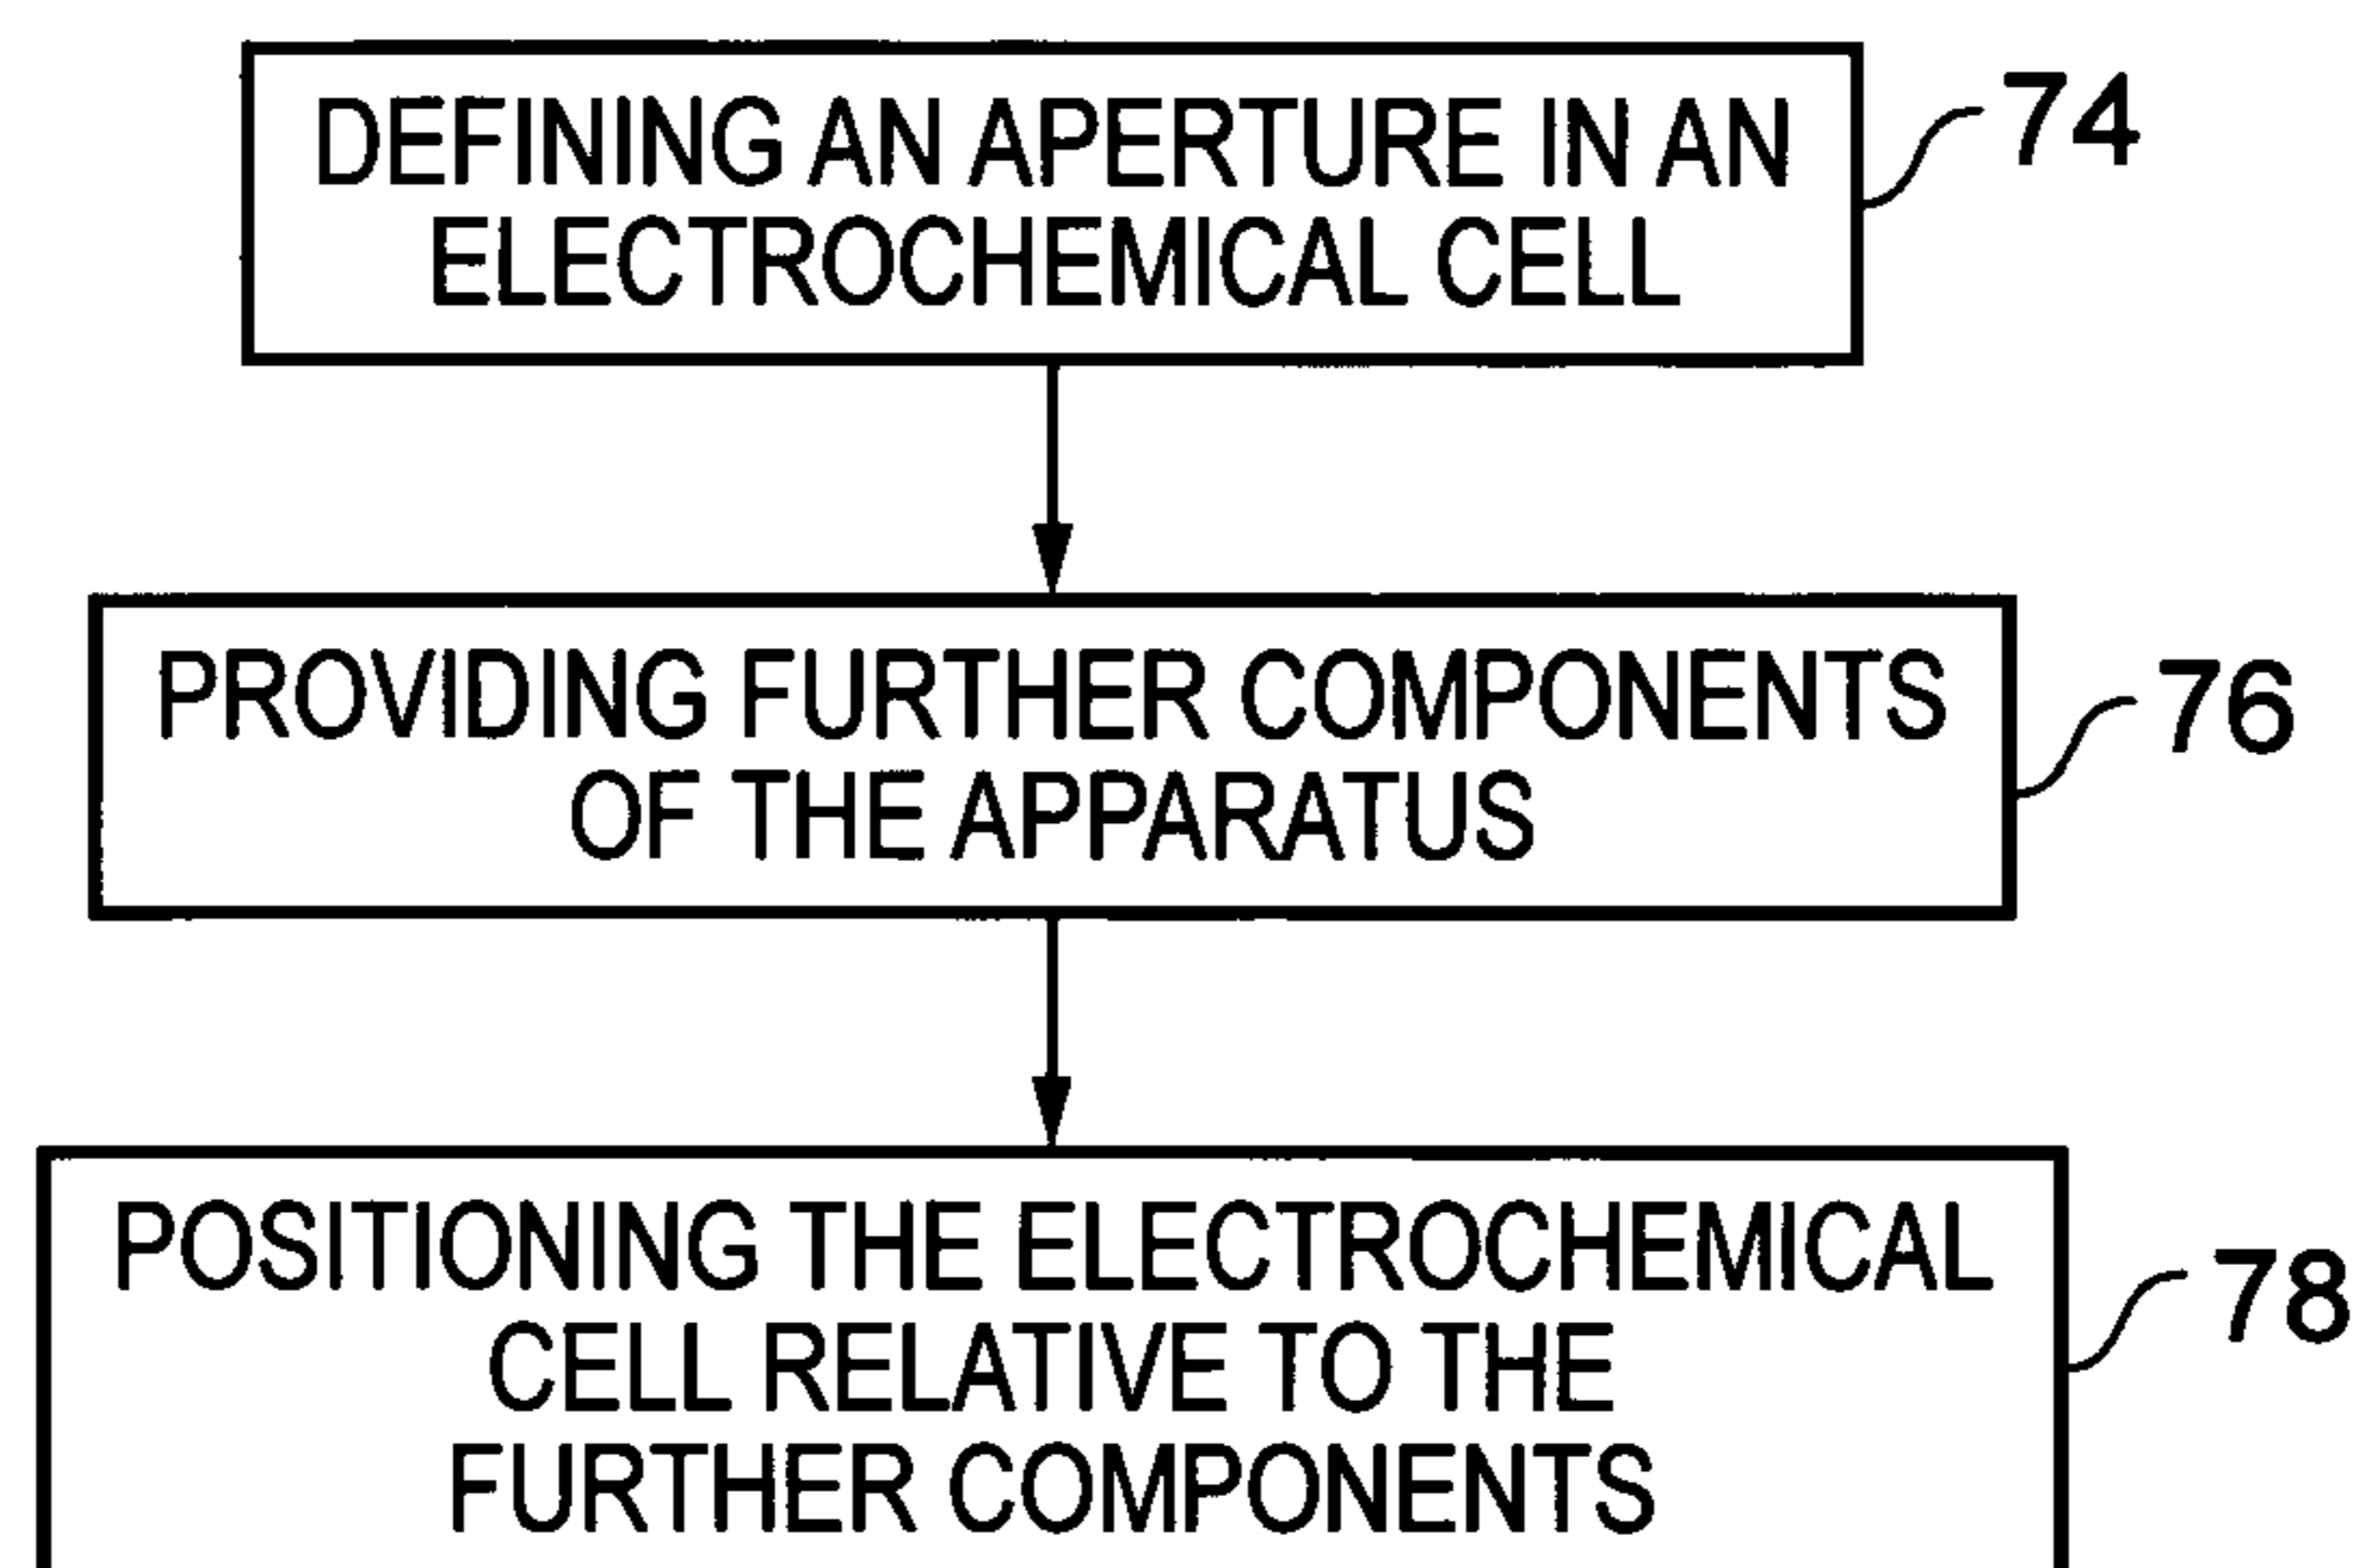 DEFINING AN APERTURE IN AN
ELECTROCHEMICAL CELL
74
PROVIDING FURTHER COMPONENTS
OF THE APPARATUS
76
POSITIONING THE ELECTROCHEMICAL
CELL RELATIVE TO THE
FURTHER COMPONENTS
78